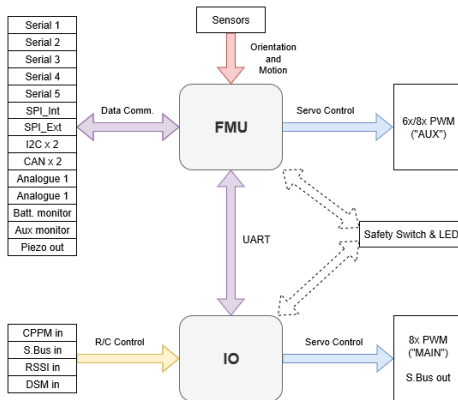 Serial 1
Serial 2
Serial 3
Serial 4
Serial 5
SPI_Int
SPI_Ext
I2C x 2
CAN x 2
Analogue 1
Analogue 1
Batt. monitor
Aux monitor
Piezo out
Sensors
Orientation
and
Motion
Data Comm.
FMU
Servo Control
6x/8x PWM
("AUX")
UART
Safety Switch & LED
CPPM in
S.Bus in
RSSI in
DSM in
R/C Control
IO
Servo Control
8x PWM
("MAIN")
S.Bus out